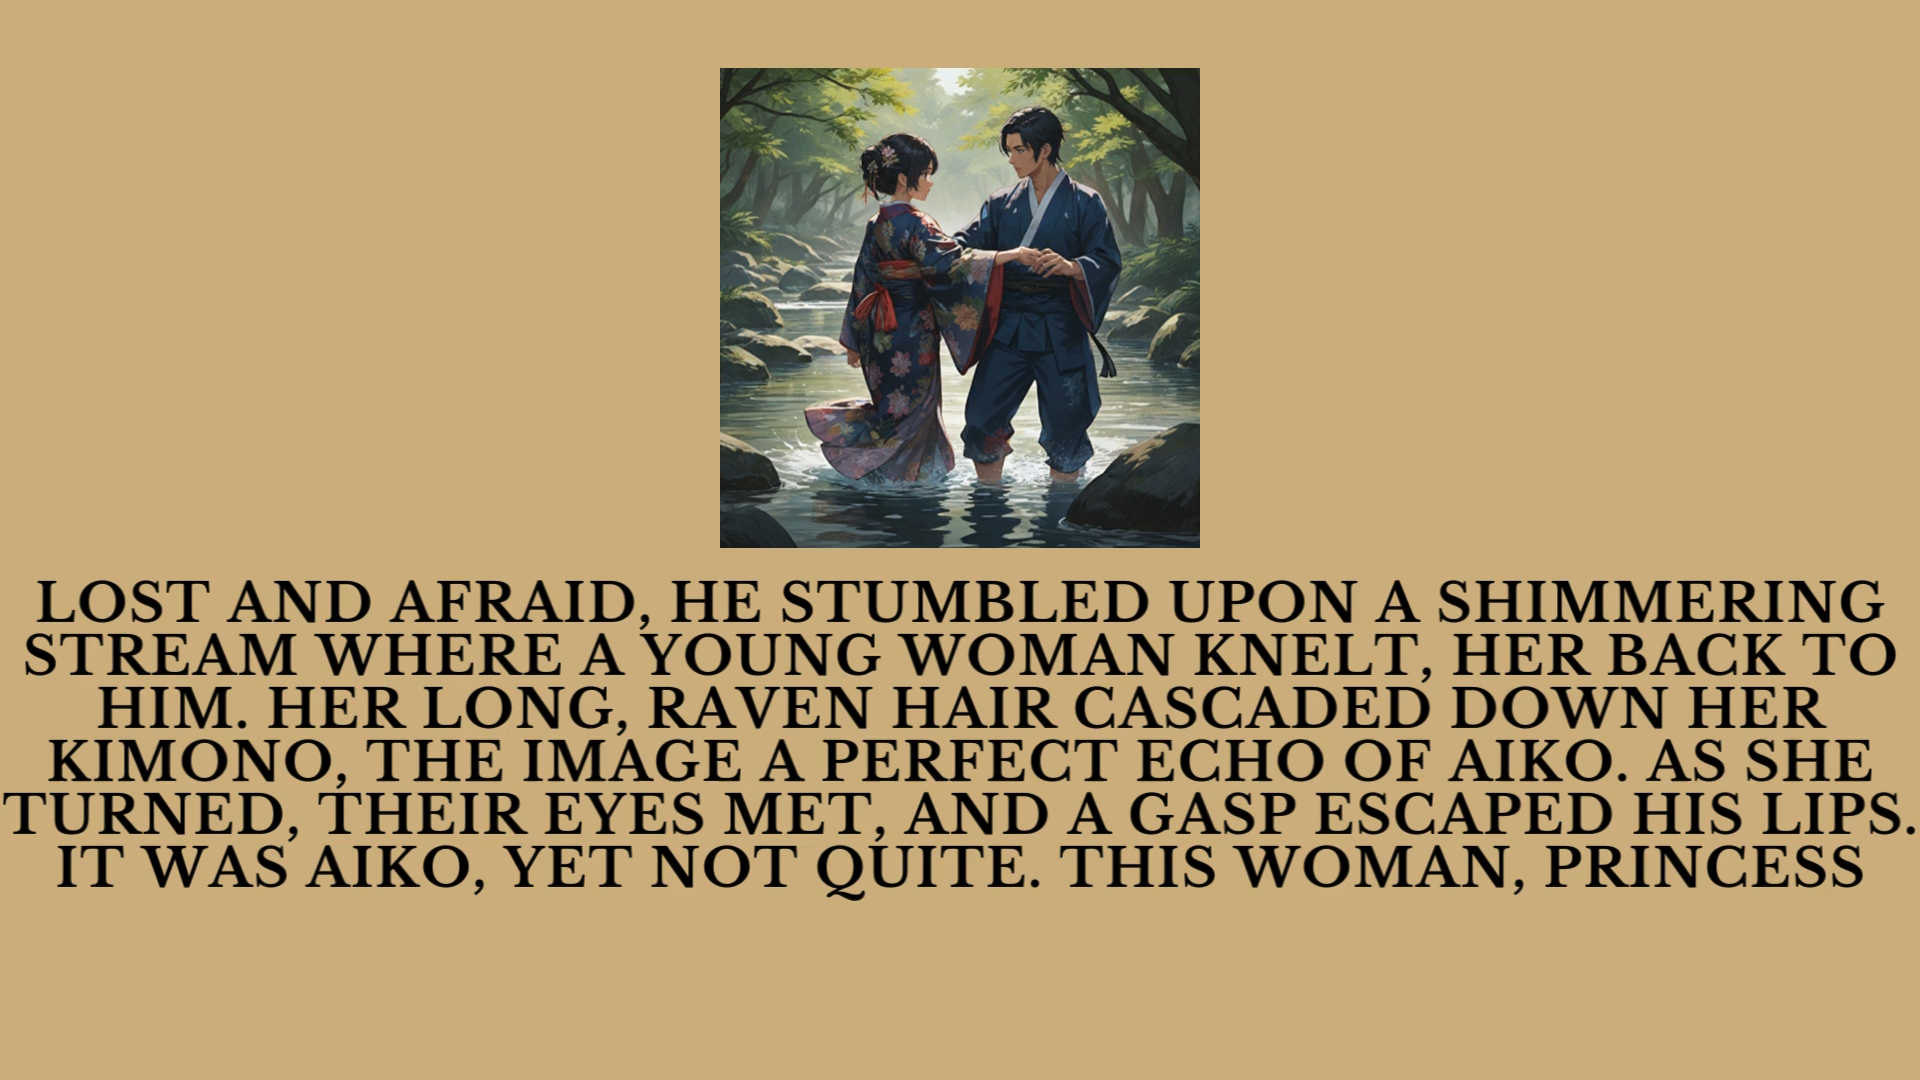 LOST AND AFRAID, HE STUMBLED UPON A SHIMMERING
STREAM WHERE A YOUNG WOMAN KNELT, HER BACK TO
HIM. HER LONG, RAVEN HAIR CASCADED DOWN HER
KIMONO, THE IMAGE A PERFECT ECHO OF AIKO. AS SHE
TURNED, THEIR EYES MET, AND A GASP ESCAPED HIS LIPS.
IT WAS AIKO, YET NOT QUITE. THIS WOMAN, PRINCESS